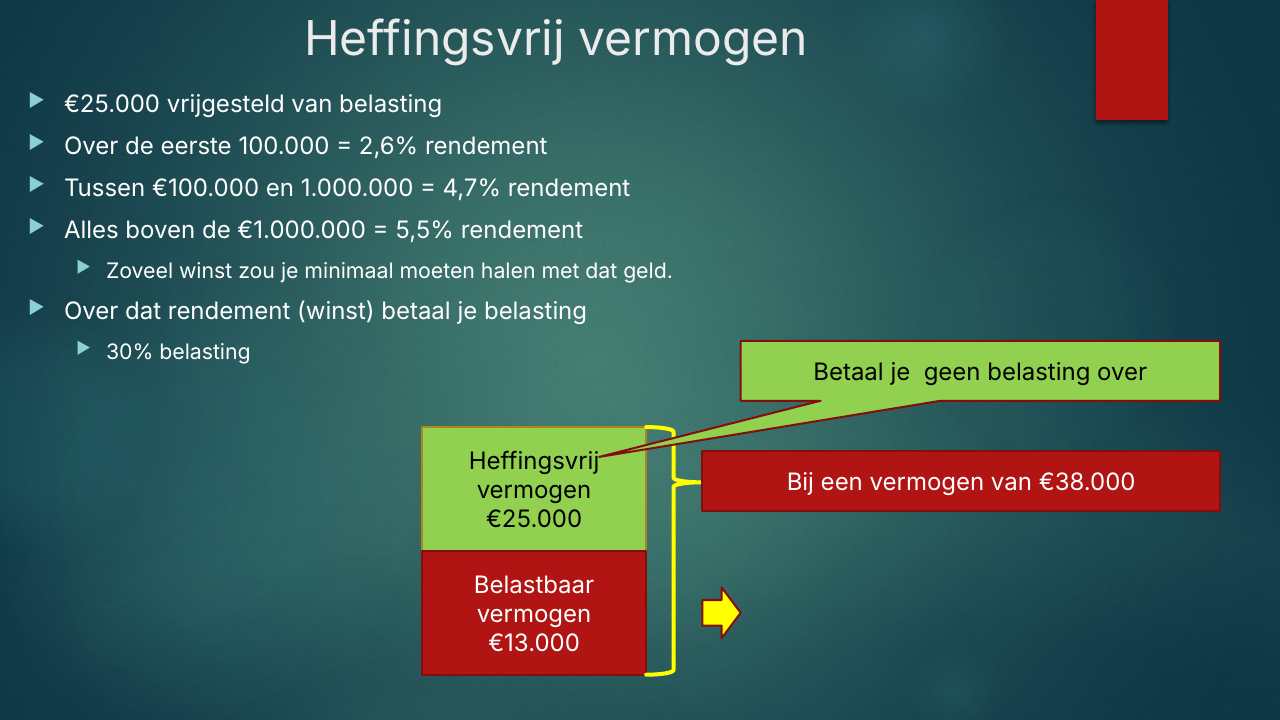 Heffingsvrij vermogen
€25.000 vrijgesteld van belasting
Over de eerste 100.000 = 2,6% rendement
Tussen €100.000 en 1.000.000 = 4,7% rendement
Alles boven de €1.000.000 = 5,5% rendement
Zoveel winst zou je minimaal moeten halen met dat geld.
Over dat rendement (winst) betaal je belasting
30% belasting
Betaal je  geen belasting over
Heffingsvrij
vermogen
€25.000
Bij een vermogen van €38.000
Belastbaar
vermogen
€13.000